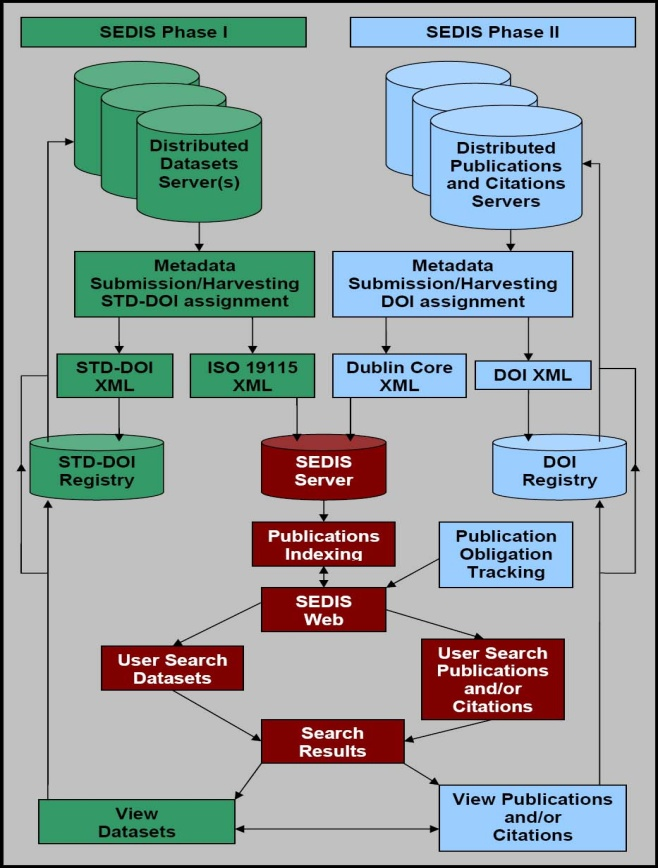 SEDIS Phase I
SEDIS Phase II
Distributed
Datasets
Server(s)
Distributed
Publications
and Citations
Servers
Metadata
Submission/Harvesting
STD-DOI assignment
Metadata
Submission/Harvesting
DOI assignment
STD-DOI
XML
ISO 19115
XML
Dublin Core
XML
DOI XML
STD-DOI
Registry
SEDIS
Server
DOI
Registry
Publications
Indexing
Publication
Obligation
Tracking
SEDIS
Web
User Search
Datasets
User Search
Publications
and/or
Citations
Search
Results
View
Datasets
View Publications
and/or
Citations